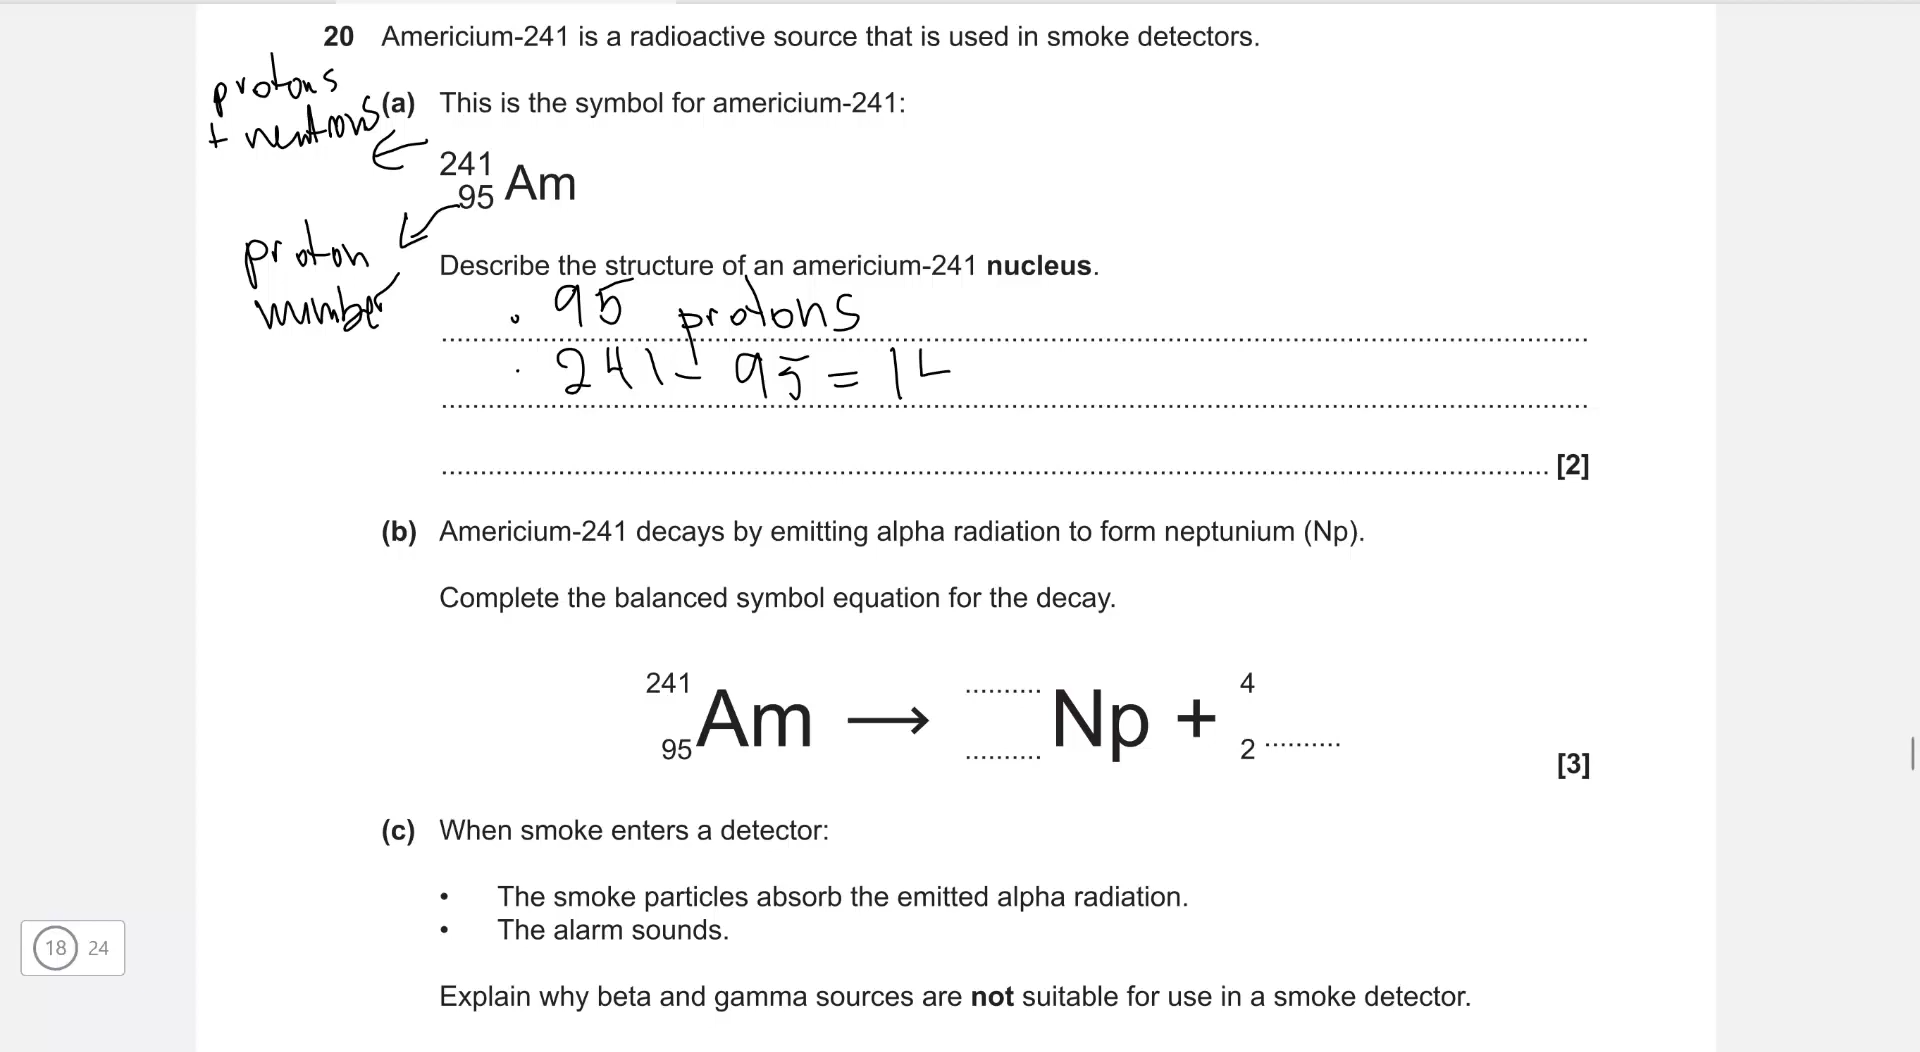 20 Americium-241 is a radioactive source that is used in smoke detectors.
protons
+ neutrons
(a) This is the symbol for americium-241:
241
95 Am
proton
number
Describe the structure of an americium-241 nucleus.
· 95 protons
· 241 - 95 = 14
[2]
(b) Americium-241 decays by emitting alpha radiation to form neptunium (Np).
Complete the balanced symbol equation for the decay.
241 4
Am → .......... Np +
95 .......... 2 ..........
[3]
(c) When smoke enters a detector:
• The smoke particles absorb the emitted alpha radiation.
• The alarm sounds.
Explain why beta and gamma sources are not suitable for use in a smoke detector.
18 24